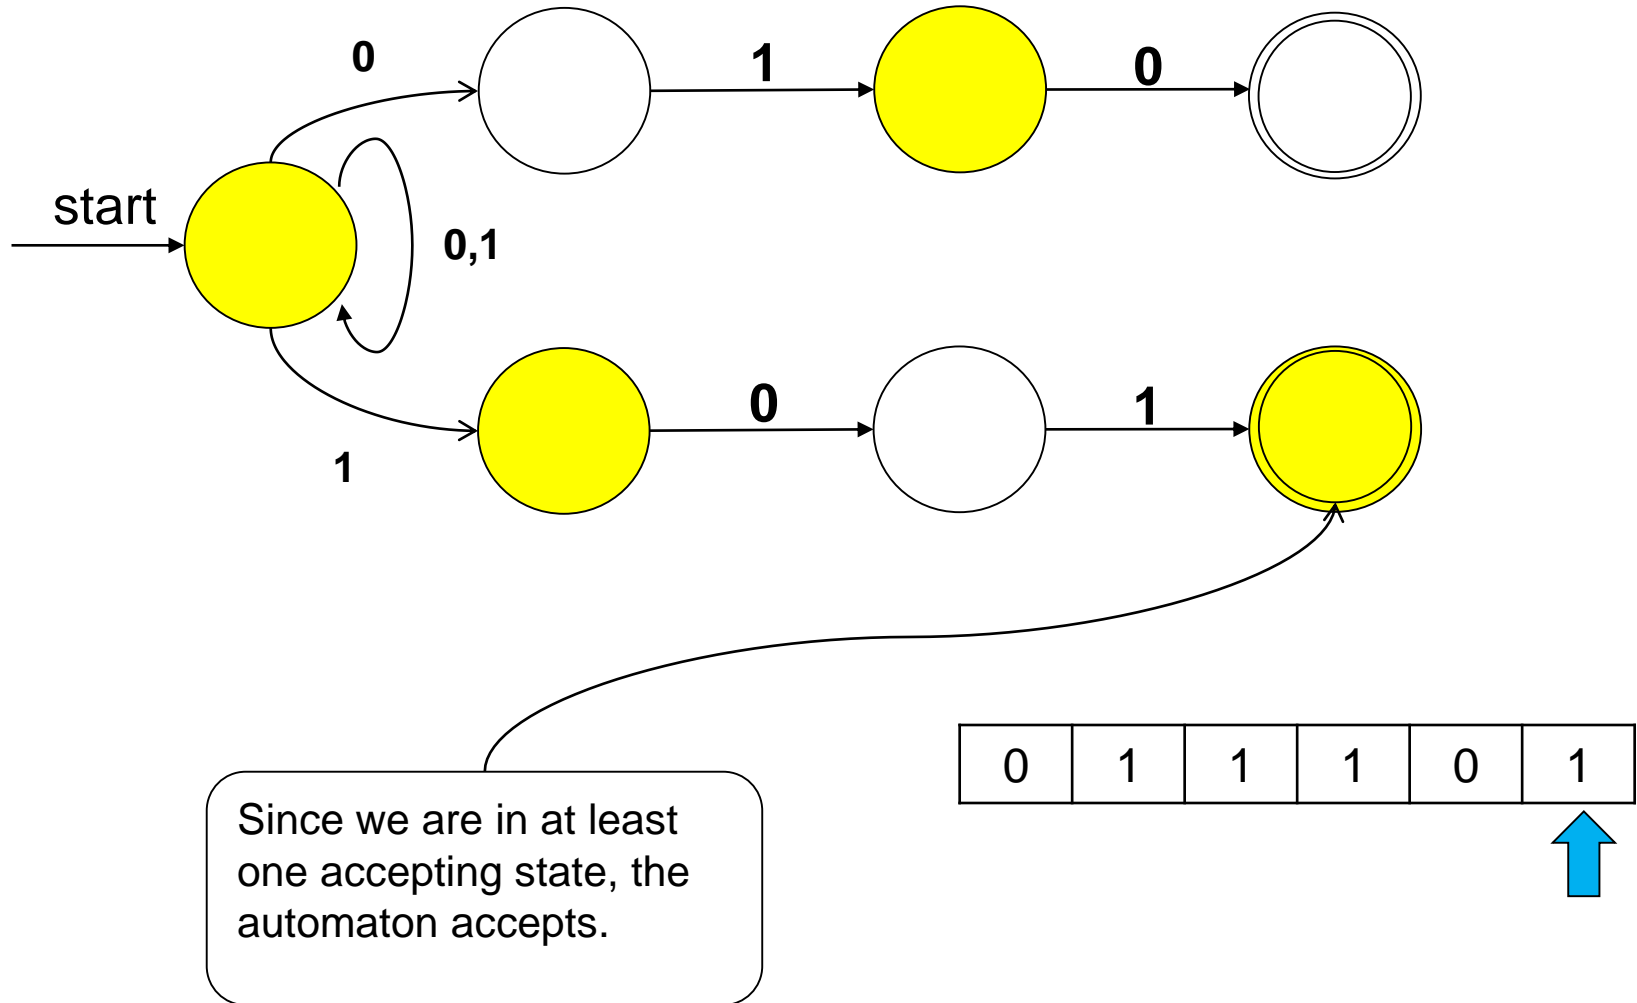 0
1
0
start
0,1
0
1
1
0 1 1 1 0 1
Since we are in at least
one accepting state, the
automaton accepts.